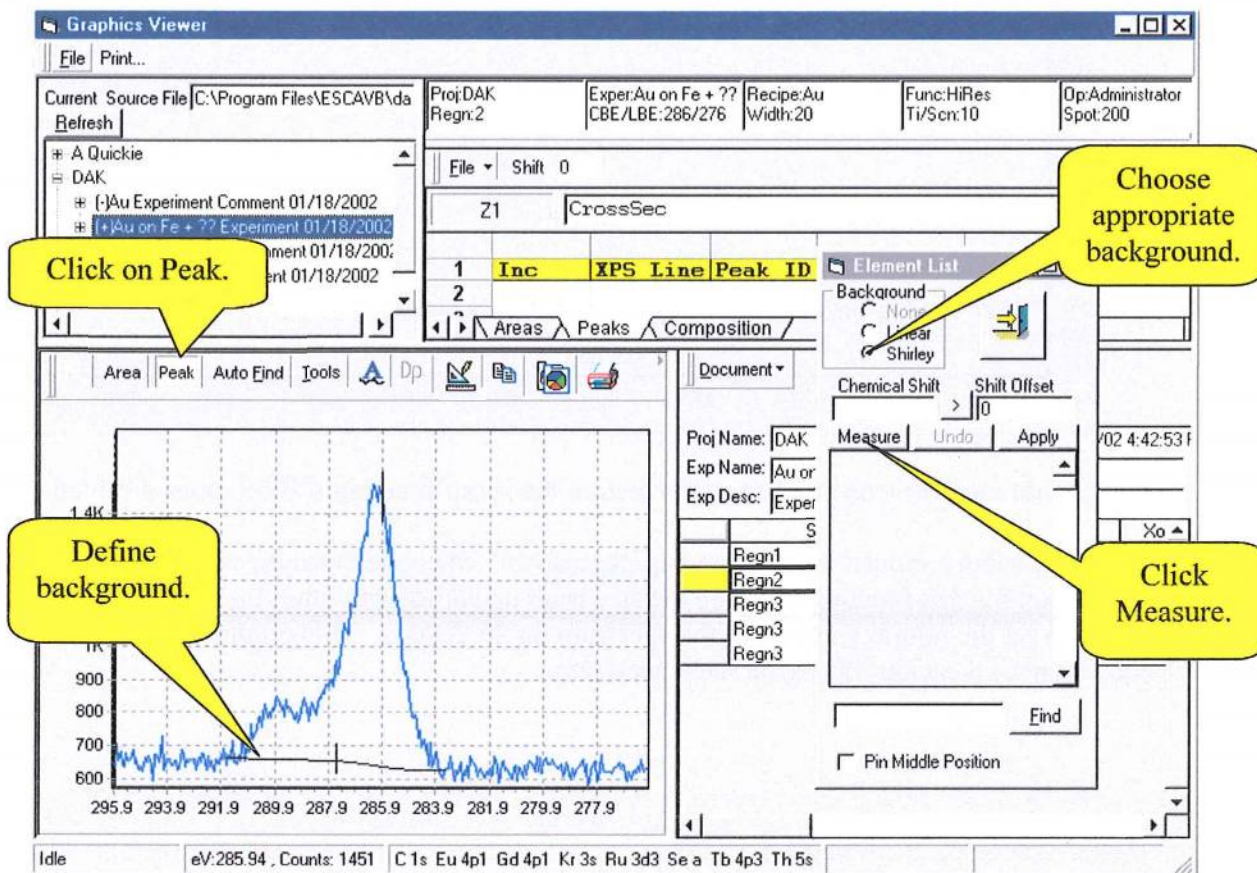 Graphics Viewer
File Print...
Current Source File C:\Program Files\ESCAVB\da
Refresh
A Quickie
DAK
(-)Au Experiment Comment 01/18/2002
(+)Au on Fe + ?? Experiment 01/18/2002
mment 01/18/200
ent 01/18/2002
Click on Peak.
Proj:DAK
Regn:2
Exper:Au on Fe + ??
CBE/LBE:286/276
Recipe:Au
Width:20
Func:HiRes
Ti/Scn:10
Op:Administrator
Spot:200
File Shift 0
Z1 CrossSec
1 Inc XPS Line Peak ID
2
Areas Peaks Composition
Choose
appropriate
background.
Element List
Background
None
Linear
Shirley
Chemical Shift Shift Offset
> 0
Measure Undo Apply
Find
Pin Middle Position
Click
Measure.
Area Peak Auto Find Tools Dp
1.4K
1K
900
800
700
600
295.9 293.9 291.9 289.9 287.9 285.9 283.9 281.9 279.9 277.9
Define
background.
Document
Proj Name: DAK
/02 4:42:53 F
Exp Name: Au or
Exp Desc: Exper
S Xo
Regn1
Regn2
Regn3
Regn3
Regn3
Idle eV:285.94 , Counts: 1451 C 1s Eu 4p1 Gd 4p1 Kr 3s Ru 3d3 Se a Tb 4p3 Th 5s